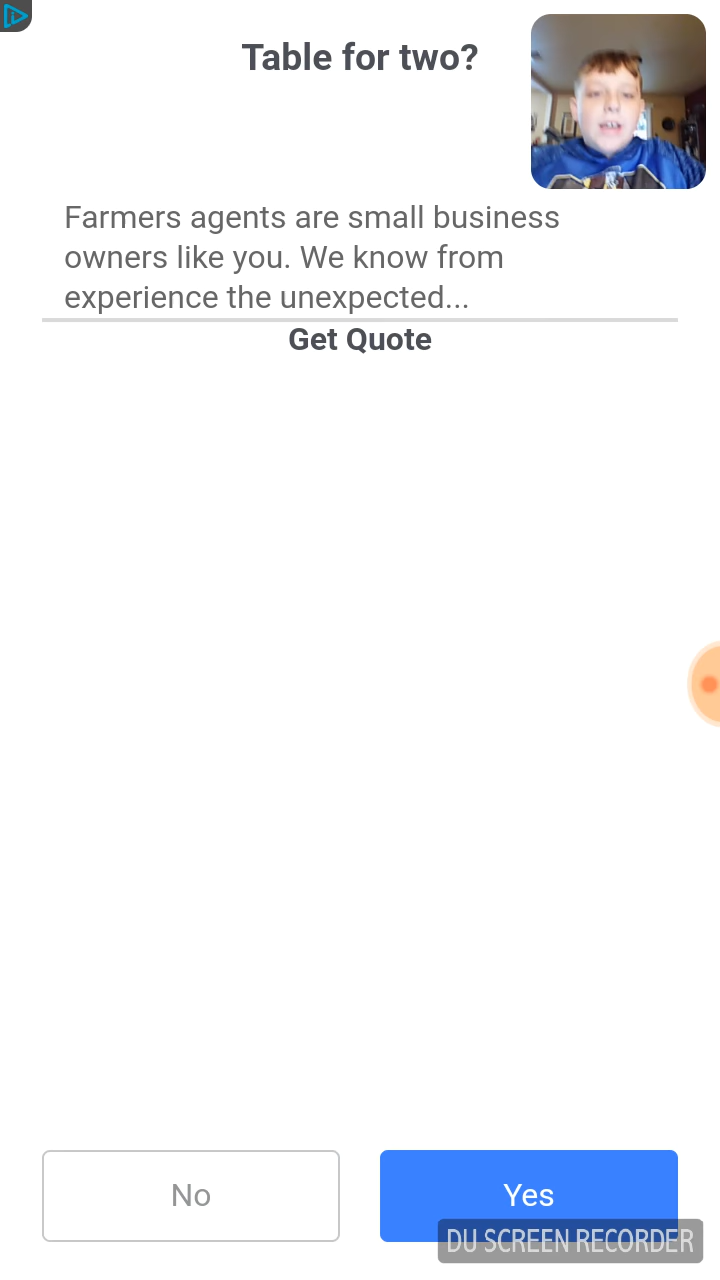 Table for two?
Farmers agents are small business
owners like you. We know from
experience the unexpected...
Get Quote
No
Yes
DU SCREEN RECORDER